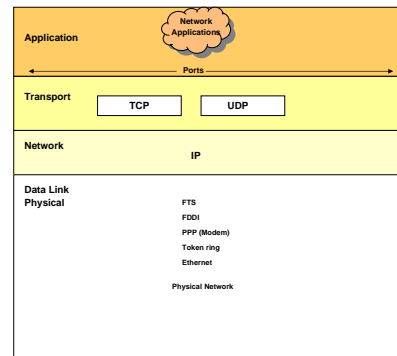 Application
Network
Applications
Ports
Transport
TCP
UDP
Network
IP
Data Link
Physical
FTS
FDDI
PPP (Modem)
Token ring
Ethernet
Physical Network